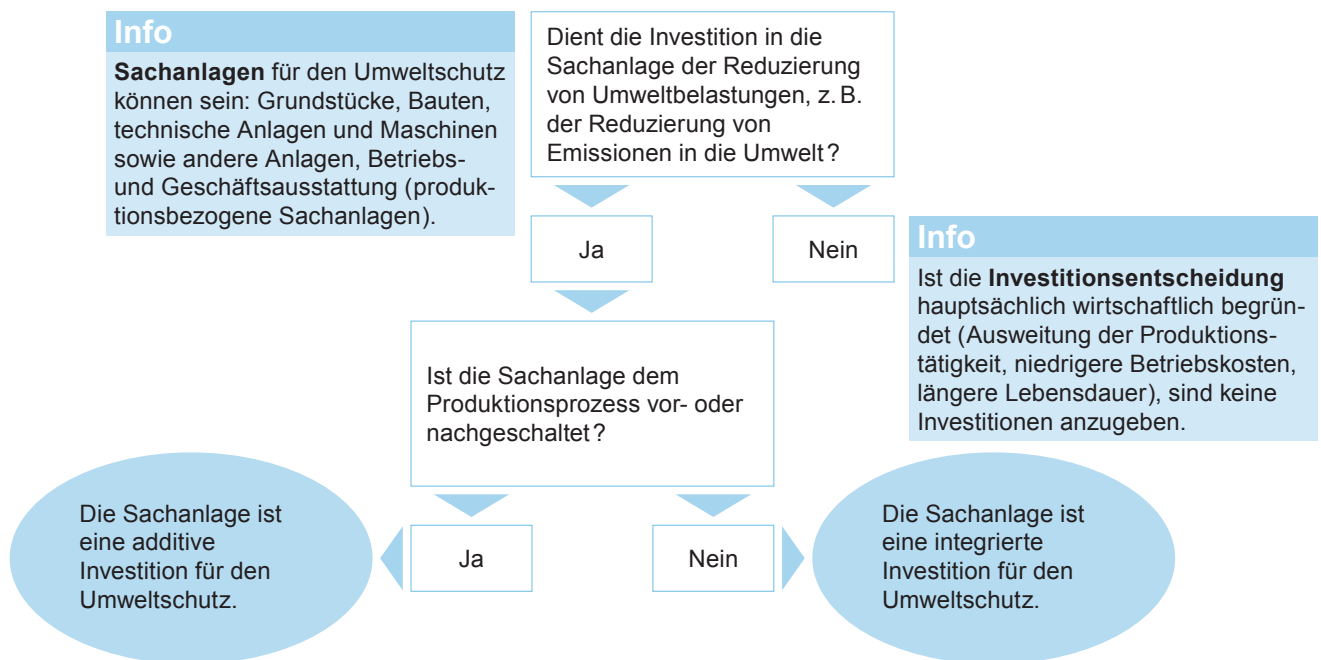 Info
Sachanlagen für den Umweltschutz
können sein: Grundstücke, Bauten,
technische Anlagen und Maschinen
sowie andere Anlagen, Betriebs-
und Geschäftsausstattung (produk-
tionsbezogene Sachanlagen).
Dient die Investition in die
Sachanlage der Reduzierung
von Umweltbelastungen, z. B.
der Reduzierung von
Emissionen in die Umwelt?
Ja
Nein
Info
Ist die Investitionsentscheidung
hauptsächlich wirtschaftlich begrün-
det (Ausweitung der Produktions-
tätigkeit, niedrigere Betriebskosten,
längere Lebensdauer), sind keine
Investitionen anzugeben.
Ist die Sachanlage dem
Produktionsprozess vor- oder
nachgeschaltet?
Die Sachanlage ist
eine additive
Investition für den
Umweltschutz.
Ja
Nein
Die Sachanlage ist
eine integrierte
Investition für den
Umweltschutz.